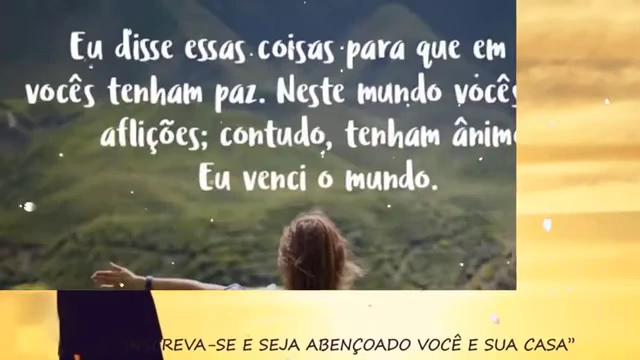 Eu disse essas coisas para que em
vocês tenham paz. Neste mundo vocês
aflições; contudo, tenham ânim
Eu venci o mundo.
INSCREVA-SE E SEJA ABENÇOADO VOCÊ E SUA CASA”